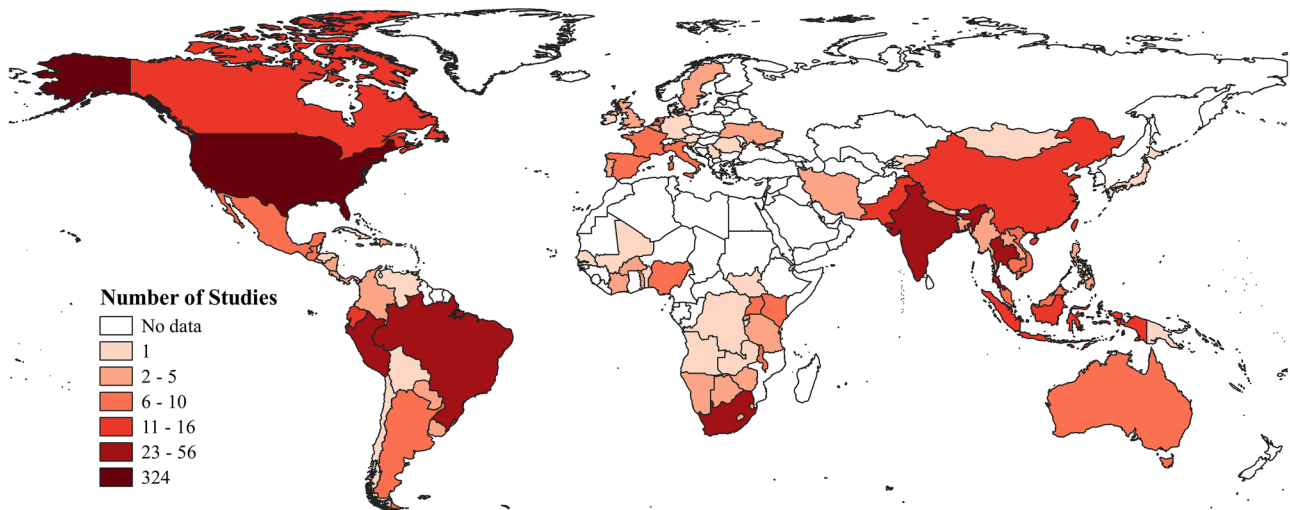 Number of Studies
No data
1
2 - 5
6 - 10
11 - 16
23 - 56
324